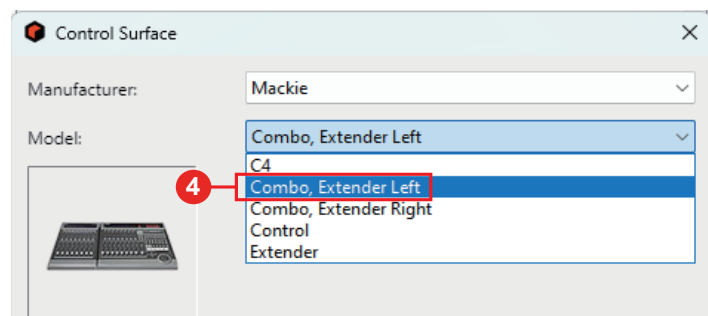 Control Surface
Manufacturer:
Mackie
Model:
Combo, Extender Left
C4
4
Combo, Extender Left
Combo, Extender Right
Control
Extender